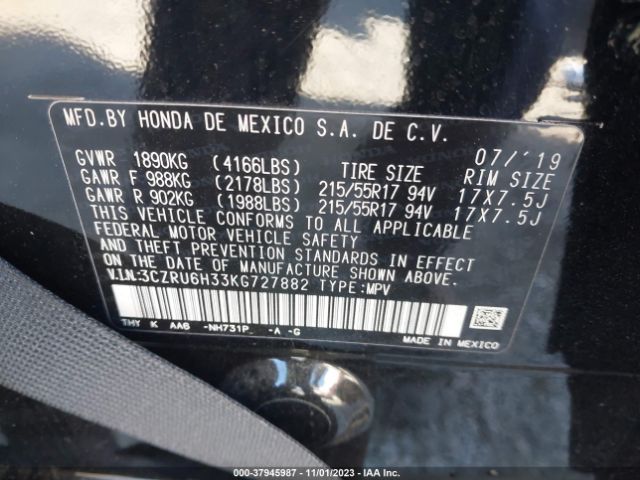 MFD.BY HONDA DE MEXICO S.A. DE C.V.
07/'19
GVWR 1890KG (4166LBS) TIRE SIZE RIM SIZE
GAWR F 988KG (2178LBS) 215/55R17 94V 17X7.5J
GAWR R 902KG (1988LBS) 215/55R17 94V 17X7.5J
THIS VEHICLE CONFORMS TO ALL APPLICABLE
FEDERAL MOTOR VEHICLE SAFETY
AND THEFT PREVENTION STANDARDS IN EFFECT
ON THE DATE OF MANUFACTURE SHOWN ABOVE.
V.I.N:3CZRU6H33KG727882 TYPE:MPV
THY K AAB -NH731P_ -A -G
MADE IN MEXICO
000-37945987 - 11/01/2023 - IAA Inc.